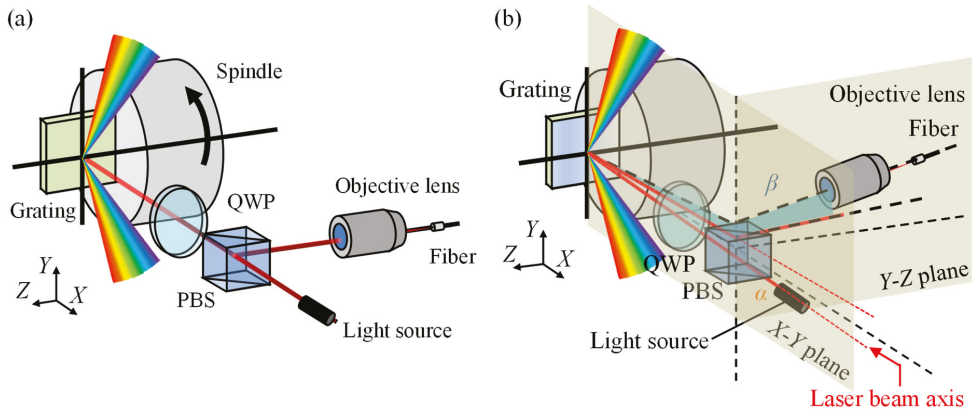 (a)
Spindle
Grating
QWP
Objective lens
Fiber
PBS
Light source
Y
Z
X
(b)
Grating
Objective lens
Fiber
β
QWP
PBS
α
Y-Z plane
Light source
X-Y plane
Laser beam axis
Y
Z
X